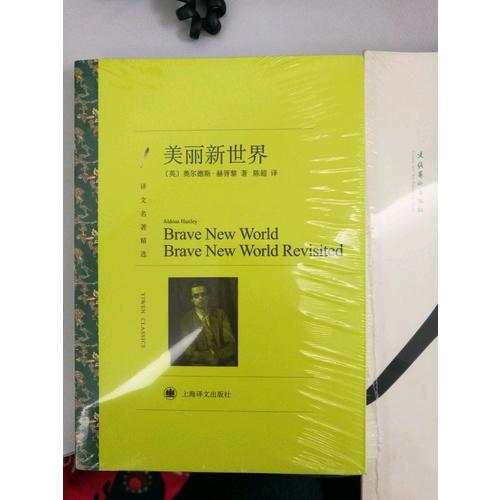 美丽新世界
〔英〕奥尔德斯·赫胥黎 著 陈超 译
译文名著精选
YIWEN CLASSICS
Aldous Huxley
Brave New World
Brave New World Revisited
上海译文出版社